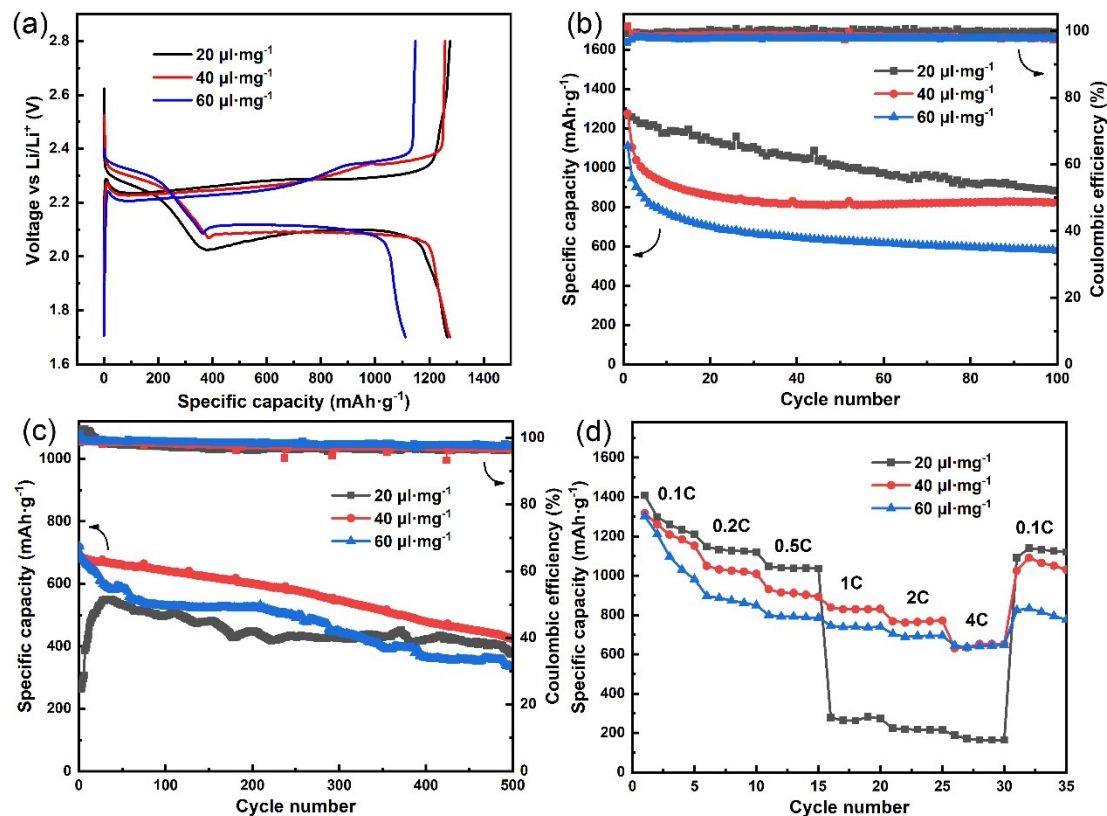 (a)
2.8
2.6
2.4
2.2
2.0
1.8
1.6
Voltage vs Li/Li⁺ (V)
20 µl·mg⁻¹
40 µl·mg⁻¹
60 µl·mg⁻¹
0 200 400 600 800 1000 1200 1400
Specific capacity (mAh·g⁻¹)
(b)
1600
1400
1200
1000
800
600
400
200
0
Specific capacity (mAh·g⁻¹)
20 µl·mg⁻¹
40 µl·mg⁻¹
60 µl·mg⁻¹
100
80
60
40
20
0
Coulombic efficiency (%)
0 20 40 60 80 100
Cycle number
(c)
1000
800
600
400
200
0
Specific capacity (mAh·g⁻¹)
20 µl·mg⁻¹
40 µl·mg⁻¹
60 µl·mg⁻¹
100
80
60
40
20
0
Coulombic efficiency (%)
0 100 200 300 400 500
Cycle number
(d)
1600
1400
1200
1000
800
600
400
200
0
Specific capacity (mAh·g⁻¹)
20 µl·mg⁻¹
40 µl·mg⁻¹
60 µl·mg⁻¹
0.1C
0.2C
0.5C
1C
2C
4C
0.1C
0 5 10 15 20 25 30 35
Cycle number